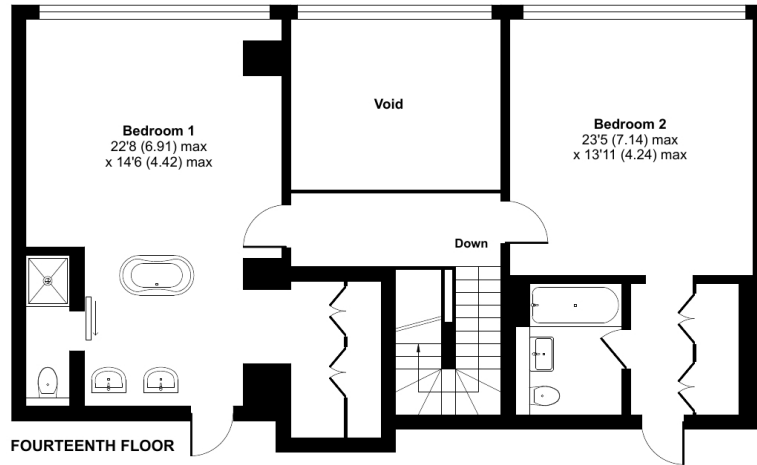 Bedroom 1
22'8 (6.91) max
x 14'6 (4.42) max
Void
Bedroom 2
23'5 (7.14) max
x 13'11 (4.24) max
Down
FOURTEENTH FLOOR